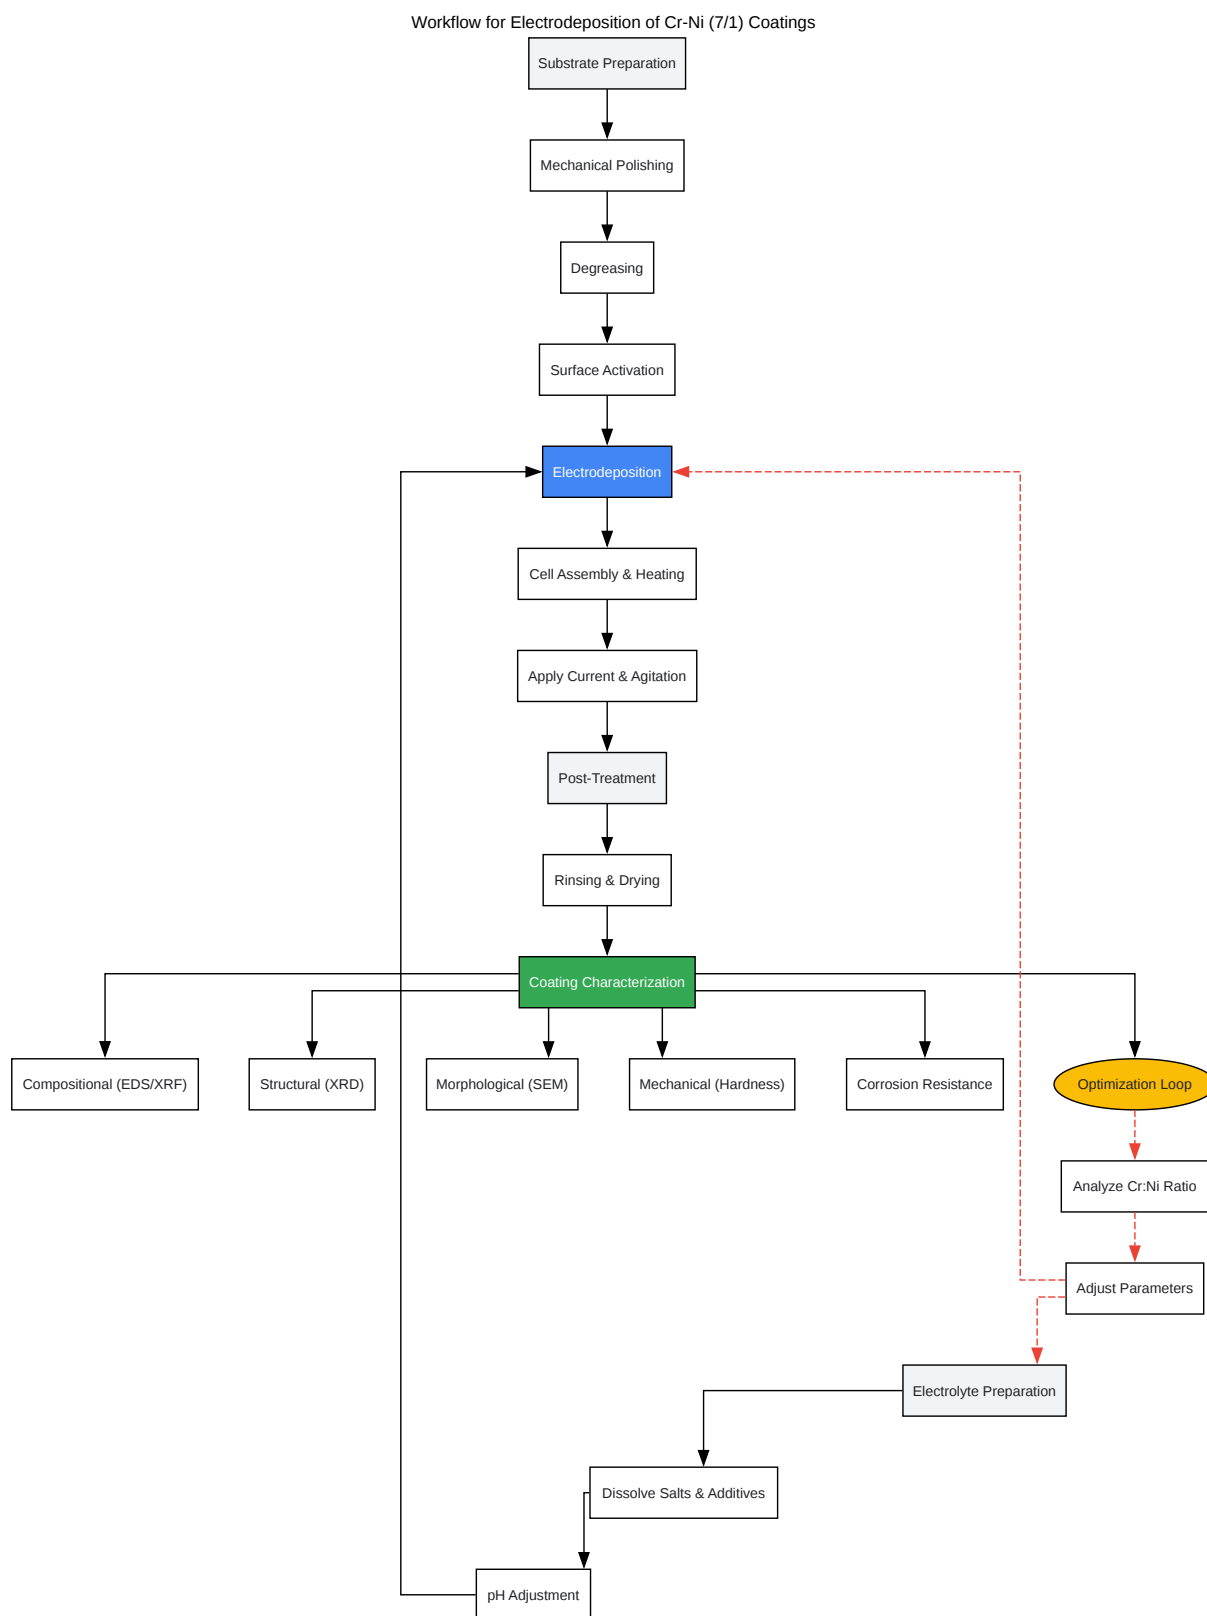 Workflow for Electrodeposition of Cr-Ni (7/1) Coatings
Substrate Preparation
Mechanical Polishing
Degreasing
Surface Activation
Electrodeposition
Cell Assembly & Heating
Apply Current & Agitation
Post-Treatment
Rinsing & Drying
Coating Characterization
Compositional (EDS/XRF)
Structural (XRD)
Morphological (SEM)
Mechanical (Hardness)
Corrosion Resistance
Optimization Loop
Analyze Cr:Ni Ratio
Adjust Parameters
Electrolyte Preparation
Dissolve Salts & Additives
pH Adjustment